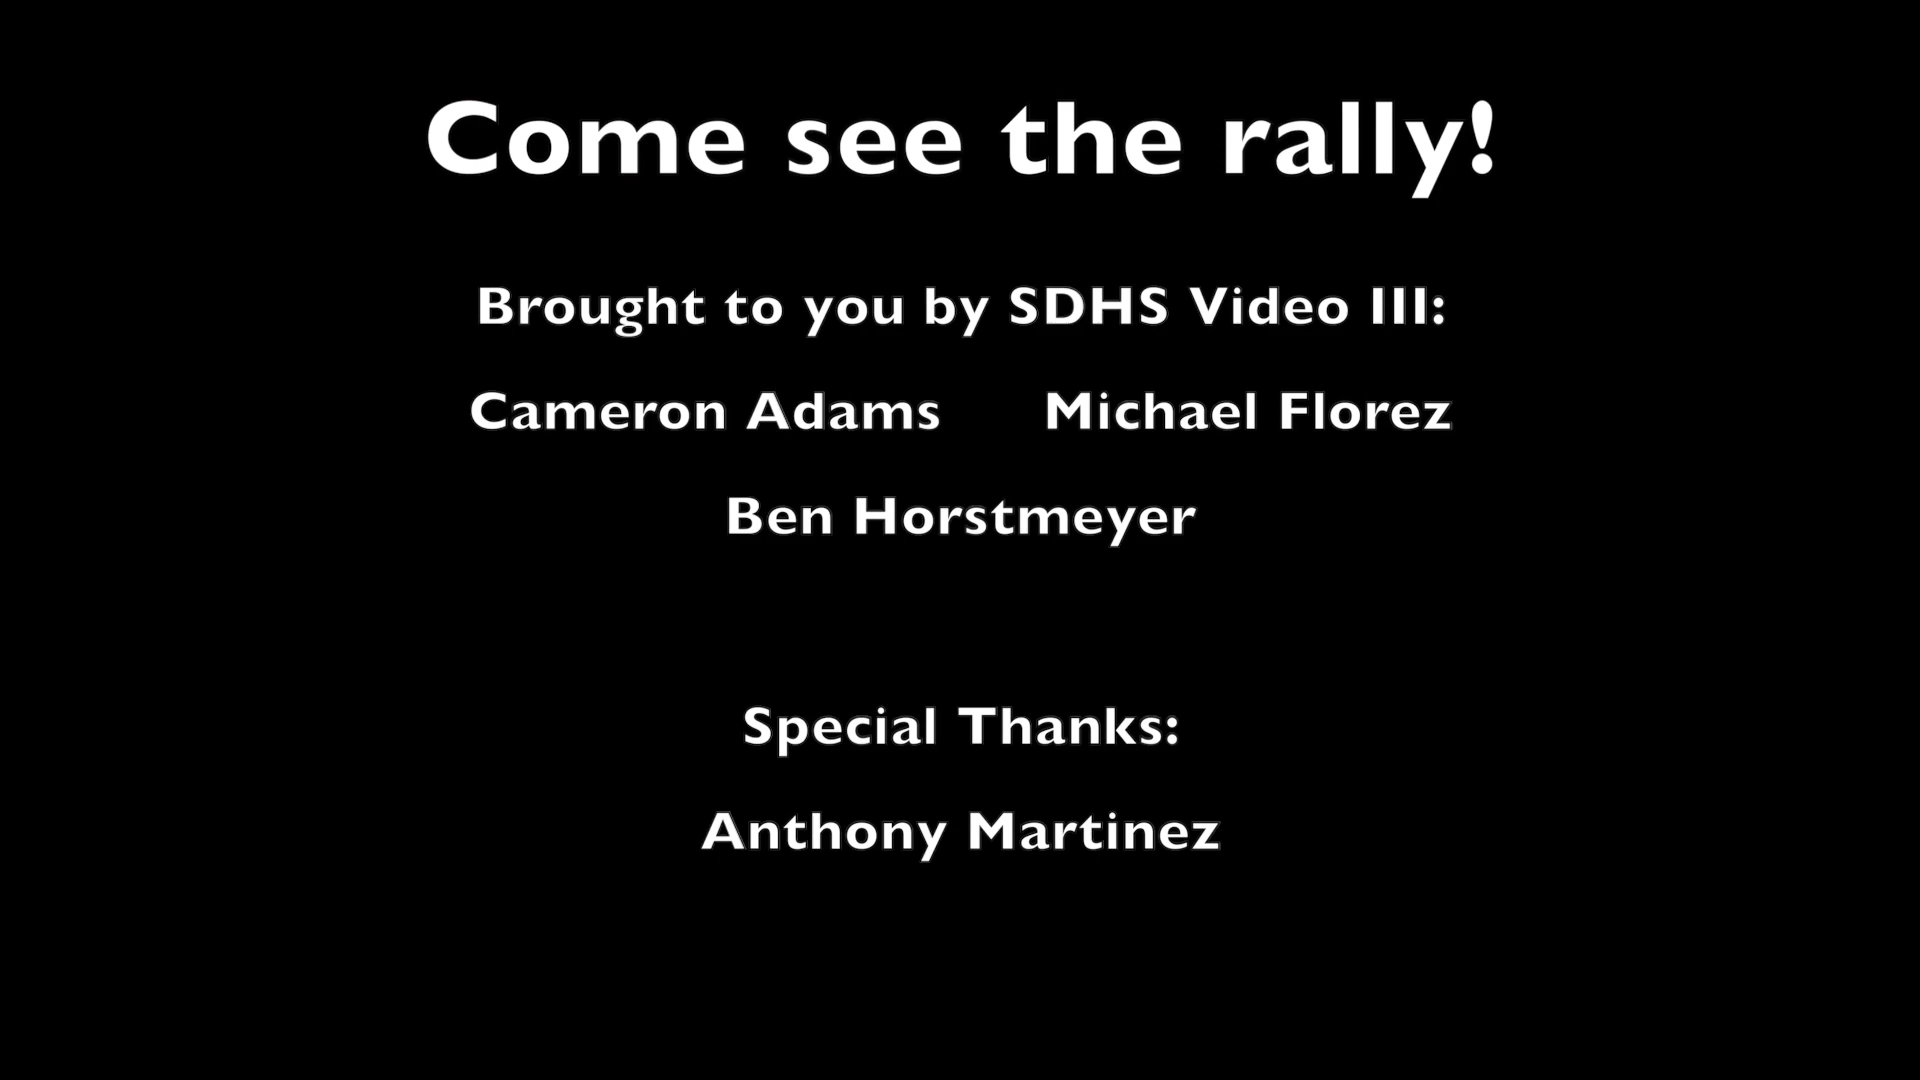 Come see the rally!
Brought to you by SDHS Video III:
Cameron Adams Michael Florez
Ben Horstmeyer
Special Thanks:
Anthony Martinez